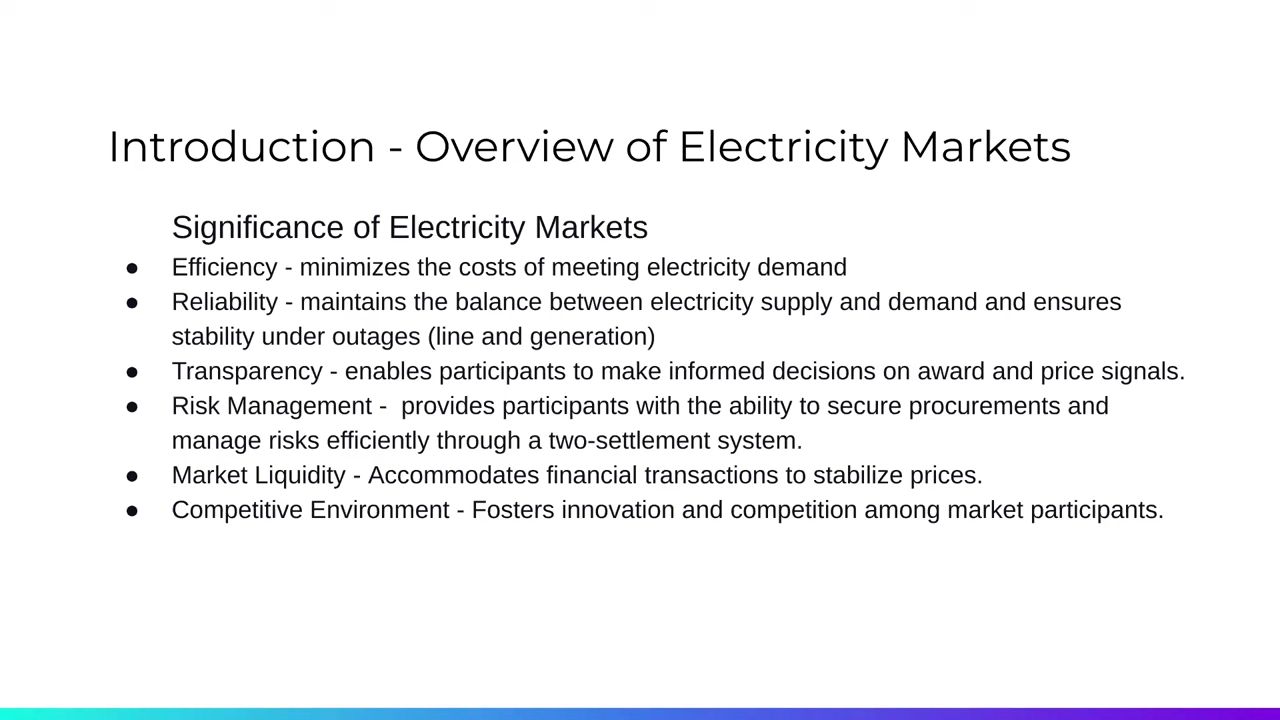 Introduction - Overview of Electricity Markets
Significance of Electricity Markets
● Efficiency - minimizes the costs of meeting electricity demand
● Reliability - maintains the balance between electricity supply and demand and ensures
stability under outages (line and generation)
● Transparency - enables participants to make informed decisions on award and price signals.
● Risk Management -  provides participants with the ability to secure procurements and
manage risks efficiently through a two-settlement system.
● Market Liquidity - Accommodates financial transactions to stabilize prices.
● Competitive Environment - Fosters innovation and competition among market participants.